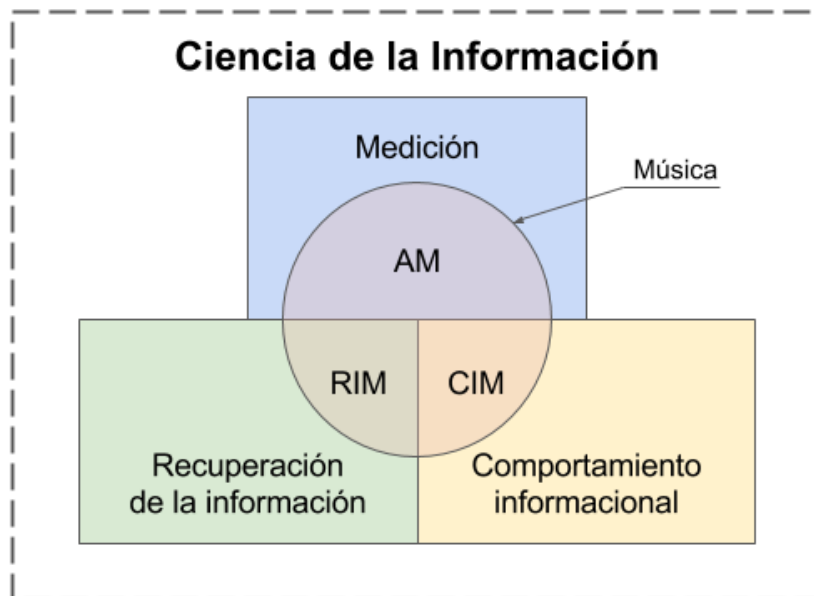 Ciencia de la Información
Medición
Música
AM
RIM
CIM
Recuperación
de la información
Comportamiento
informacional